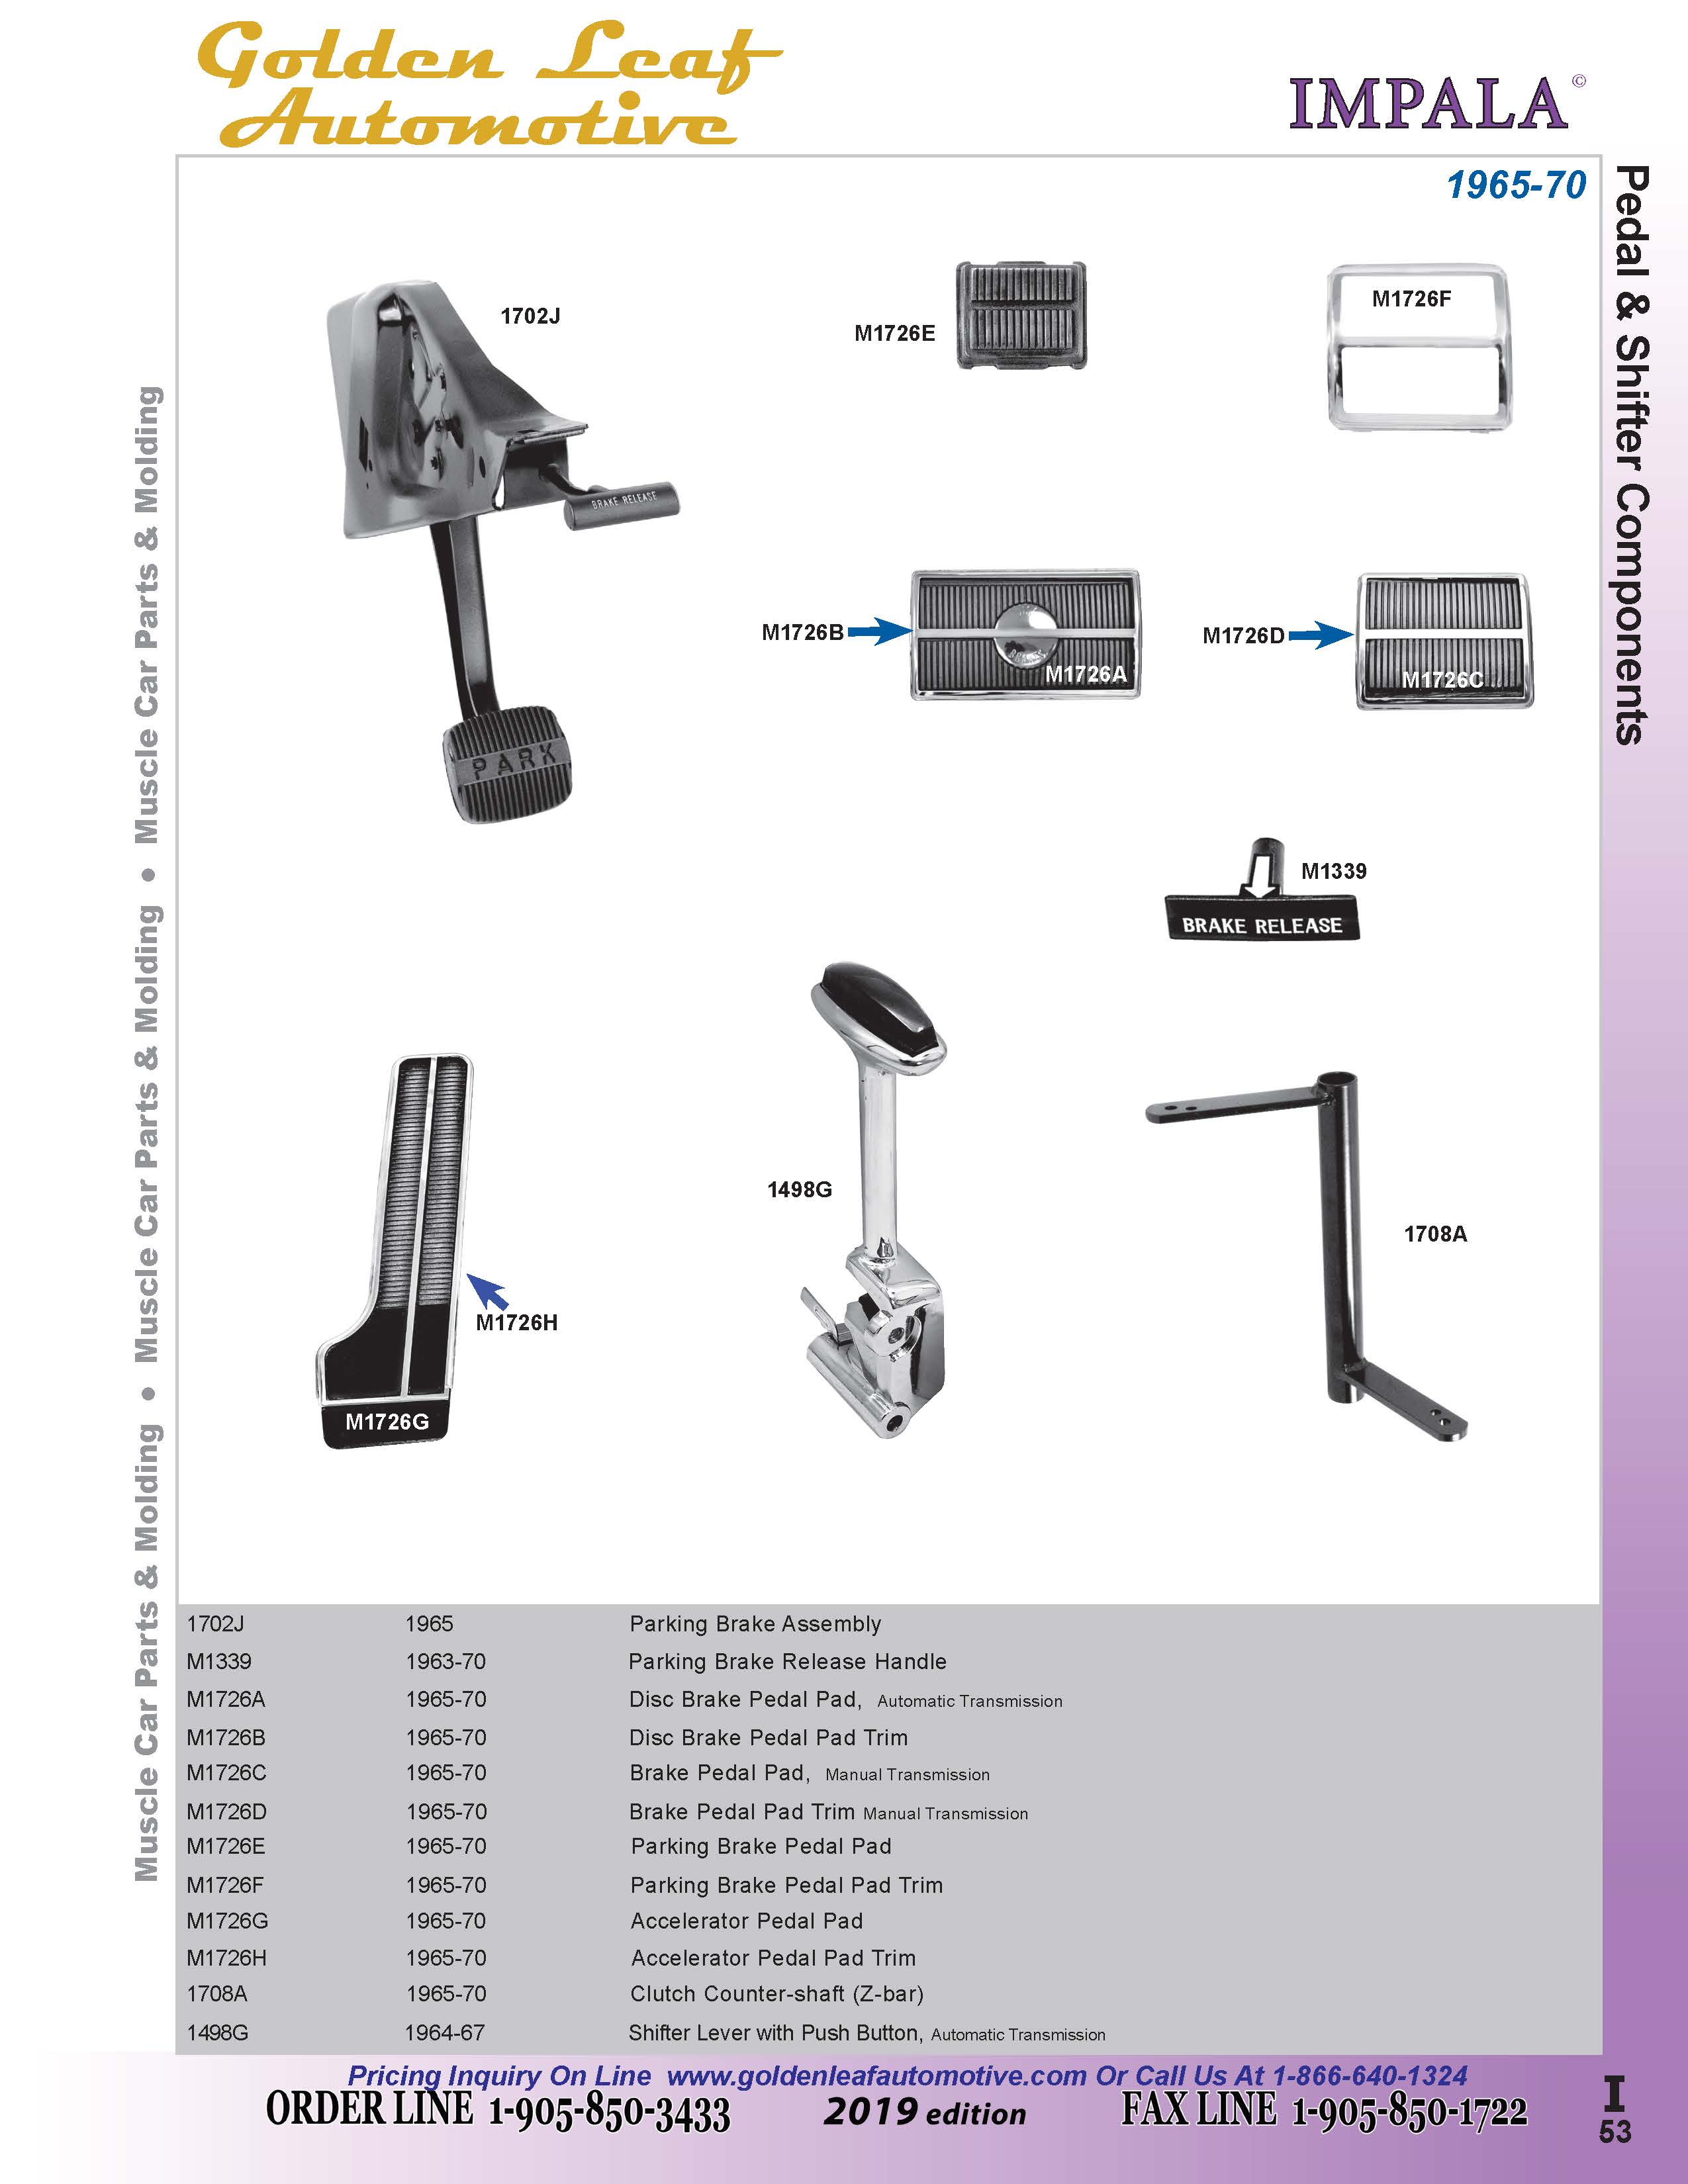 Golden Leaf
Automotive
IMPALA©
1965-70
Pedal & Shifter Components
Muscle Car Parts & Molding • Muscle Car Parts & Molding • Muscle Car Parts & Molding • Muscle Car Parts & Molding
1702J
M1726E
M1726F
BRAKE RELEASE
M1726B
M1726A
M1726D
M1726C
PARK
M1339
BRAKE RELEASE
1498G
1708A
M1726H
M1726G
1702J 1965 Parking Brake Assembly
M1339 1963-70 Parking Brake Release Handle
M1726A 1965-70 Disc Brake Pedal Pad, Automatic Transmission
M1726B 1965-70 Disc Brake Pedal Pad Trim
M1726C 1965-70 Brake Pedal Pad, Manual Transmission
M1726D 1965-70 Brake Pedal Pad Trim Manual Transmission
M1726E 1965-70 Parking Brake Pedal Pad
M1726F 1965-70 Parking Brake Pedal Pad Trim
M1726G 1965-70 Accelerator Pedal Pad
M1726H 1965-70 Accelerator Pedal Pad Trim
1708A 1965-70 Clutch Counter-shaft (Z-bar)
1498G 1964-67 Shifter Lever with Push Button, Automatic Transmission
Pricing Inquiry On Line www.goldenleafautomotive.com Or Call Us At 1-866-640-1324
ORDER LINE 1-905-850-3433 2019 edition FAX LINE 1-905-850-1722
I
53